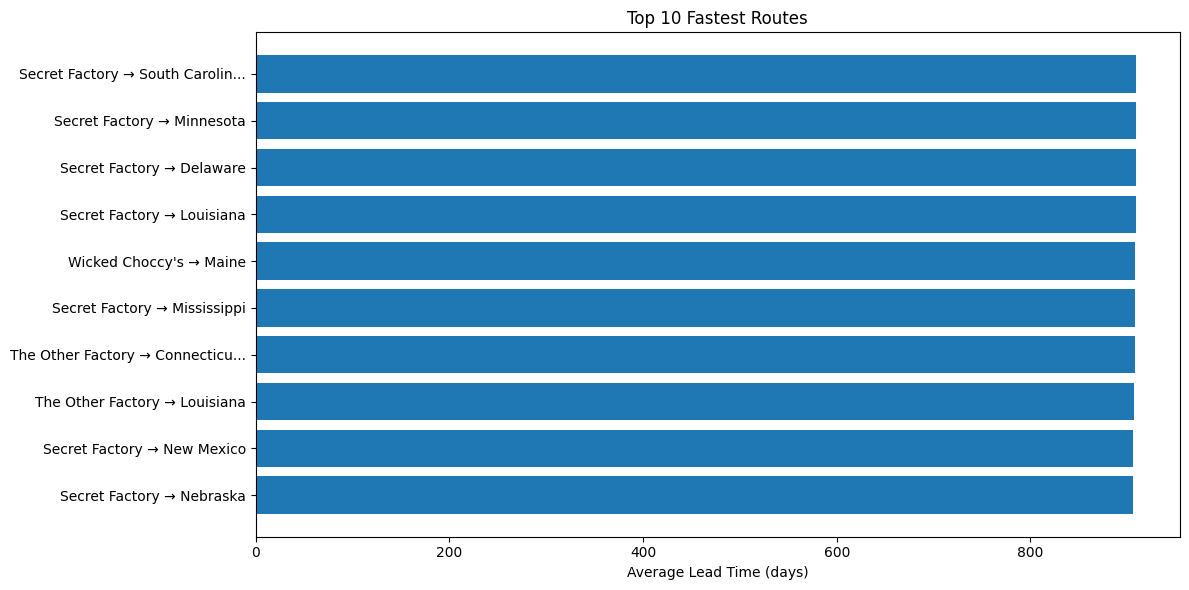 Top 10 Fastest Routes
Secret Factory → South Carolin...
Secret Factory → Minnesota
Secret Factory → Delaware
Secret Factory → Louisiana
Wicked Choccy's → Maine
Secret Factory → Mississippi
The Other Factory → Connecticu...
The Other Factory → Louisiana
Secret Factory → New Mexico
Secret Factory → Nebraska
0 200 400 600 800
Average Lead Time (days)